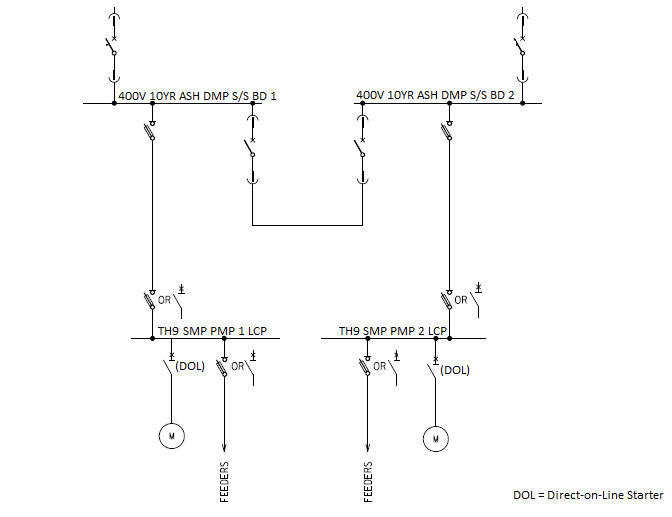 400V 10YR ASH DMP S/S BD 1
400V 10YR ASH DMP S/S BD 2
OR
OR
TH9 SMP PMP 1 LCP
TH9 SMP PMP 2 LCP
(DOL)
OR
OR
(DOL)
M
M
FEEDERS
FEEDERS
DOL = Direct-on-Line Starter